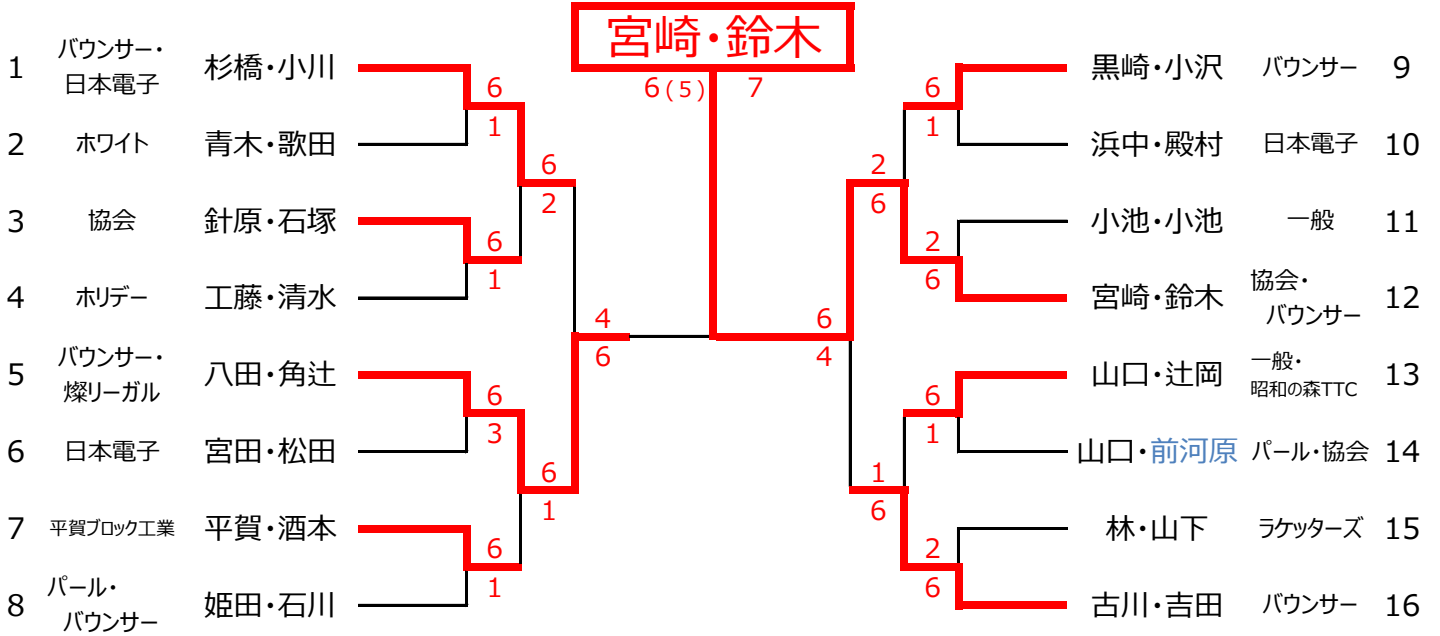 宮崎・鈴木
6(5) 7
1 バウンサー・日本電子 杉橋・小川
6
1
2 ホワイト 青木・歌田
6
2
3 協会 針原・石塚
6
1
4 ホリデー 工藤・清水
4
6
5 バウンサー・燦リーガル 八田・角辻
6
3
6 日本電子 宮田・松田
6
1
7 平賀ブロック工業 平賀・酒本
6
1
8 パール・バウンサー 姫田・石川
黒崎・小沢 バウンサー 9
6
1
浜中・殿村 日本電子 10
2
6
小池・小池 一般 11
2
6
宮崎・鈴木 協会・バウンサー 12
6
4
山口・辻岡 一般・昭和の森TTC 13
6
1
山口・前河原 パール・協会 14
1
6
林・山下 ラケッターズ 15
2
6
古川・吉田 バウンサー 16